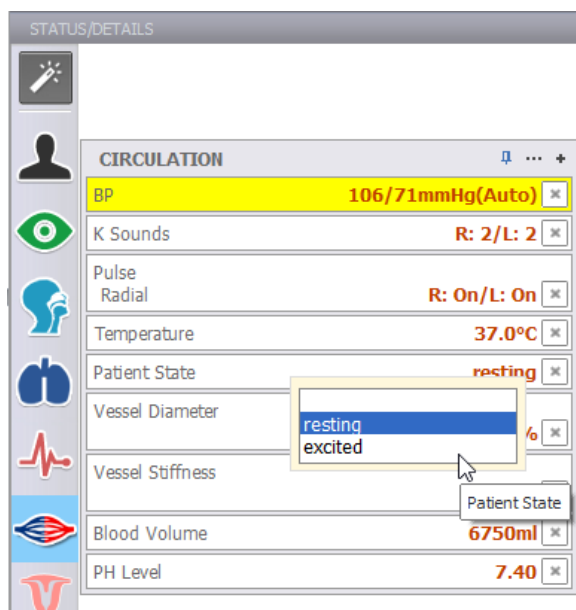 STATUS/DETAILS
CIRCULATION
BP 106/71mmHg(Auto)
K Sounds R: 2/L: 2
Pulse
Radial R: On/L: On
Temperature 37.0ºC
Patient State resting
resting
excited
Vessel Diameter %
Vessel Stiffness
Patient State
Blood Volume 6750ml
PH Level 7.40